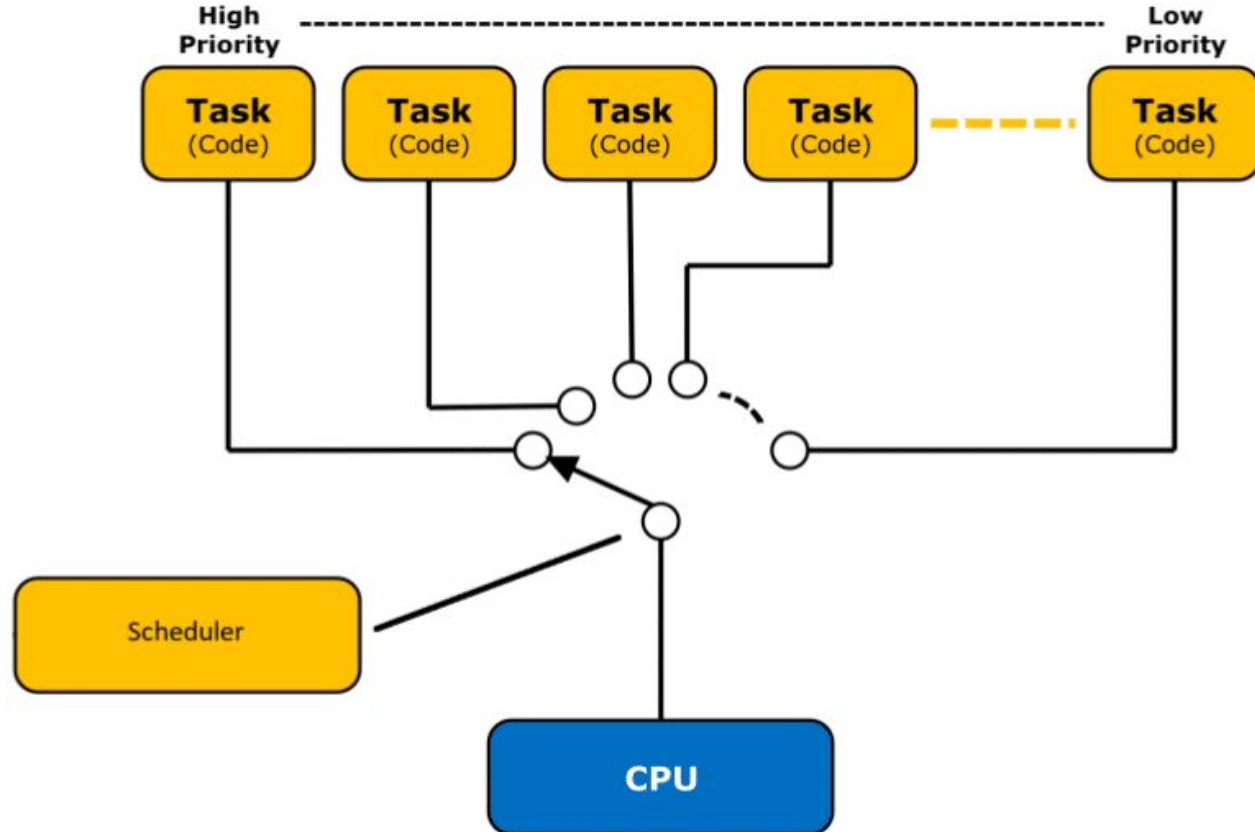 High
Priority
Low
Priority
Task
(Code)
Task
(Code)
Task
(Code)
Task
(Code)
Task
(Code)
Scheduler
CPU